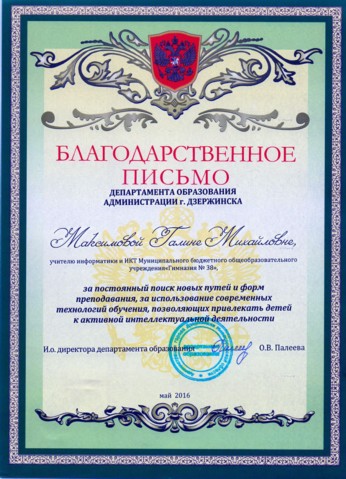 БЛАГОДАРСТВЕННОЕ
ПИСЬМО
ДЕПАРТАМЕНТА ОБРАЗОВАНИЯ
АДМИНИСТРАЦИИ г. ДЗЕРЖИНСКА
Максимовой Галине Михайловне,
учителю информатики и ИКТ Муниципального бюджетного общеобразовательного
учреждения«Гимназия № 38»,
за постоянный поиск новых путей и форм
преподавания, за использование современных
технологий обучения, позволяющих привлекать детей
к активной интеллектуальной деятельности
И.о. директора департамента образования О.В. Палеева
май 2016